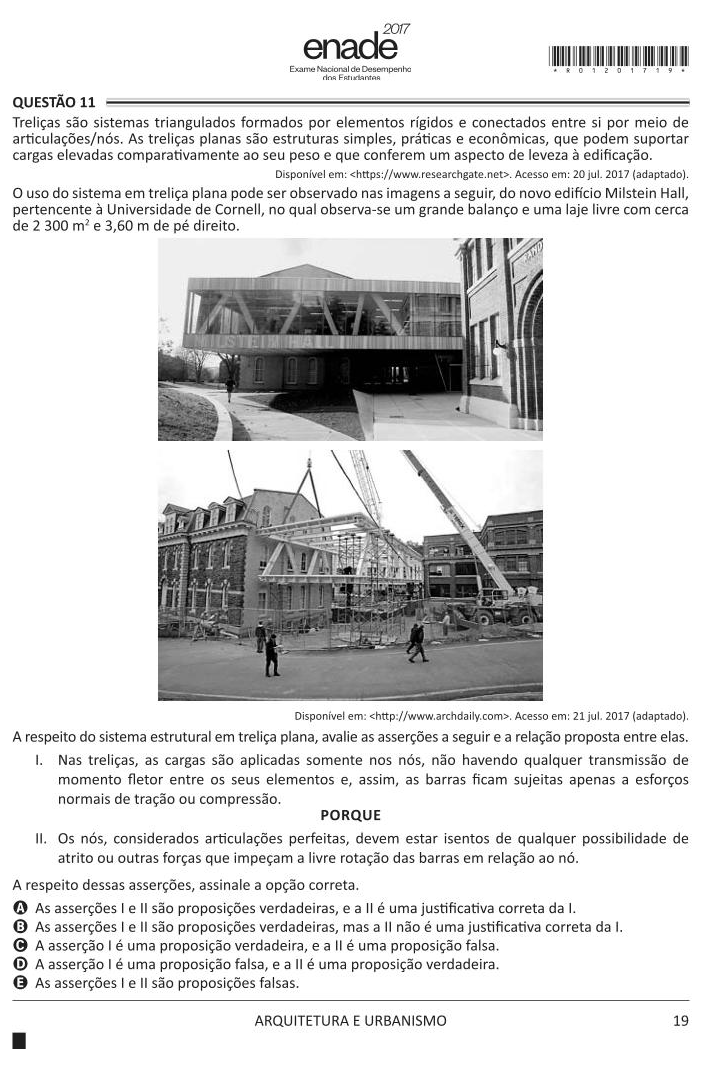 2017
enade
Exame Nacional de Desempenho
dos Estudantes
*R01201719*
QUESTÃO 11
Treliças são sistemas triangulados formados por elementos rígidos e conectados entre si por meio de
articulações/nós. As treliças planas são estruturas simples, práticas e econômicas, que podem suportar
cargas elevadas comparativamente ao seu peso e que conferem um aspecto de leveza à edificação.
Disponível em: <https://www.researchgate.net>. Acesso em: 20 jul. 2017 (adaptado).
O uso do sistema em treliça plana pode ser observado nas imagens a seguir, do novo edifício Milstein Hall,
pertencente à Universidade de Cornell, no qual observa-se um grande balanço e uma laje livre com cerca
de 2 300 m² e 3,60 m de pé direito.
RAND
MILSTEIN HALL
Disponível em: <http://www.archdaily.com>. Acesso em: 21 jul. 2017 (adaptado).
A respeito do sistema estrutural em treliça plana, avalie as asserções a seguir e a relação proposta entre elas.
I. Nas treliças, as cargas são aplicadas somente nos nós, não havendo qualquer transmissão de
momento fletor entre os seus elementos e, assim, as barras ficam sujeitas apenas a esforços
normais de tração ou compressão.
PORQUE
II. Os nós, considerados articulações perfeitas, devem estar isentos de qualquer possibilidade de
atrito ou outras forças que impeçam a livre rotação das barras em relação ao nó.
A respeito dessas asserções, assinale a opção correta.
A As asserções I e II são proposições verdadeiras, e a II é uma justificativa correta da I.
B As asserções I e II são proposições verdadeiras, mas a II não é uma justificativa correta da I.
C A asserção I é uma proposição verdadeira, e a II é uma proposição falsa.
D A asserção I é uma proposição falsa, e a II é uma proposição verdadeira.
E As asserções I e II são proposições falsas.
ARQUITETURA E URBANISMO
19